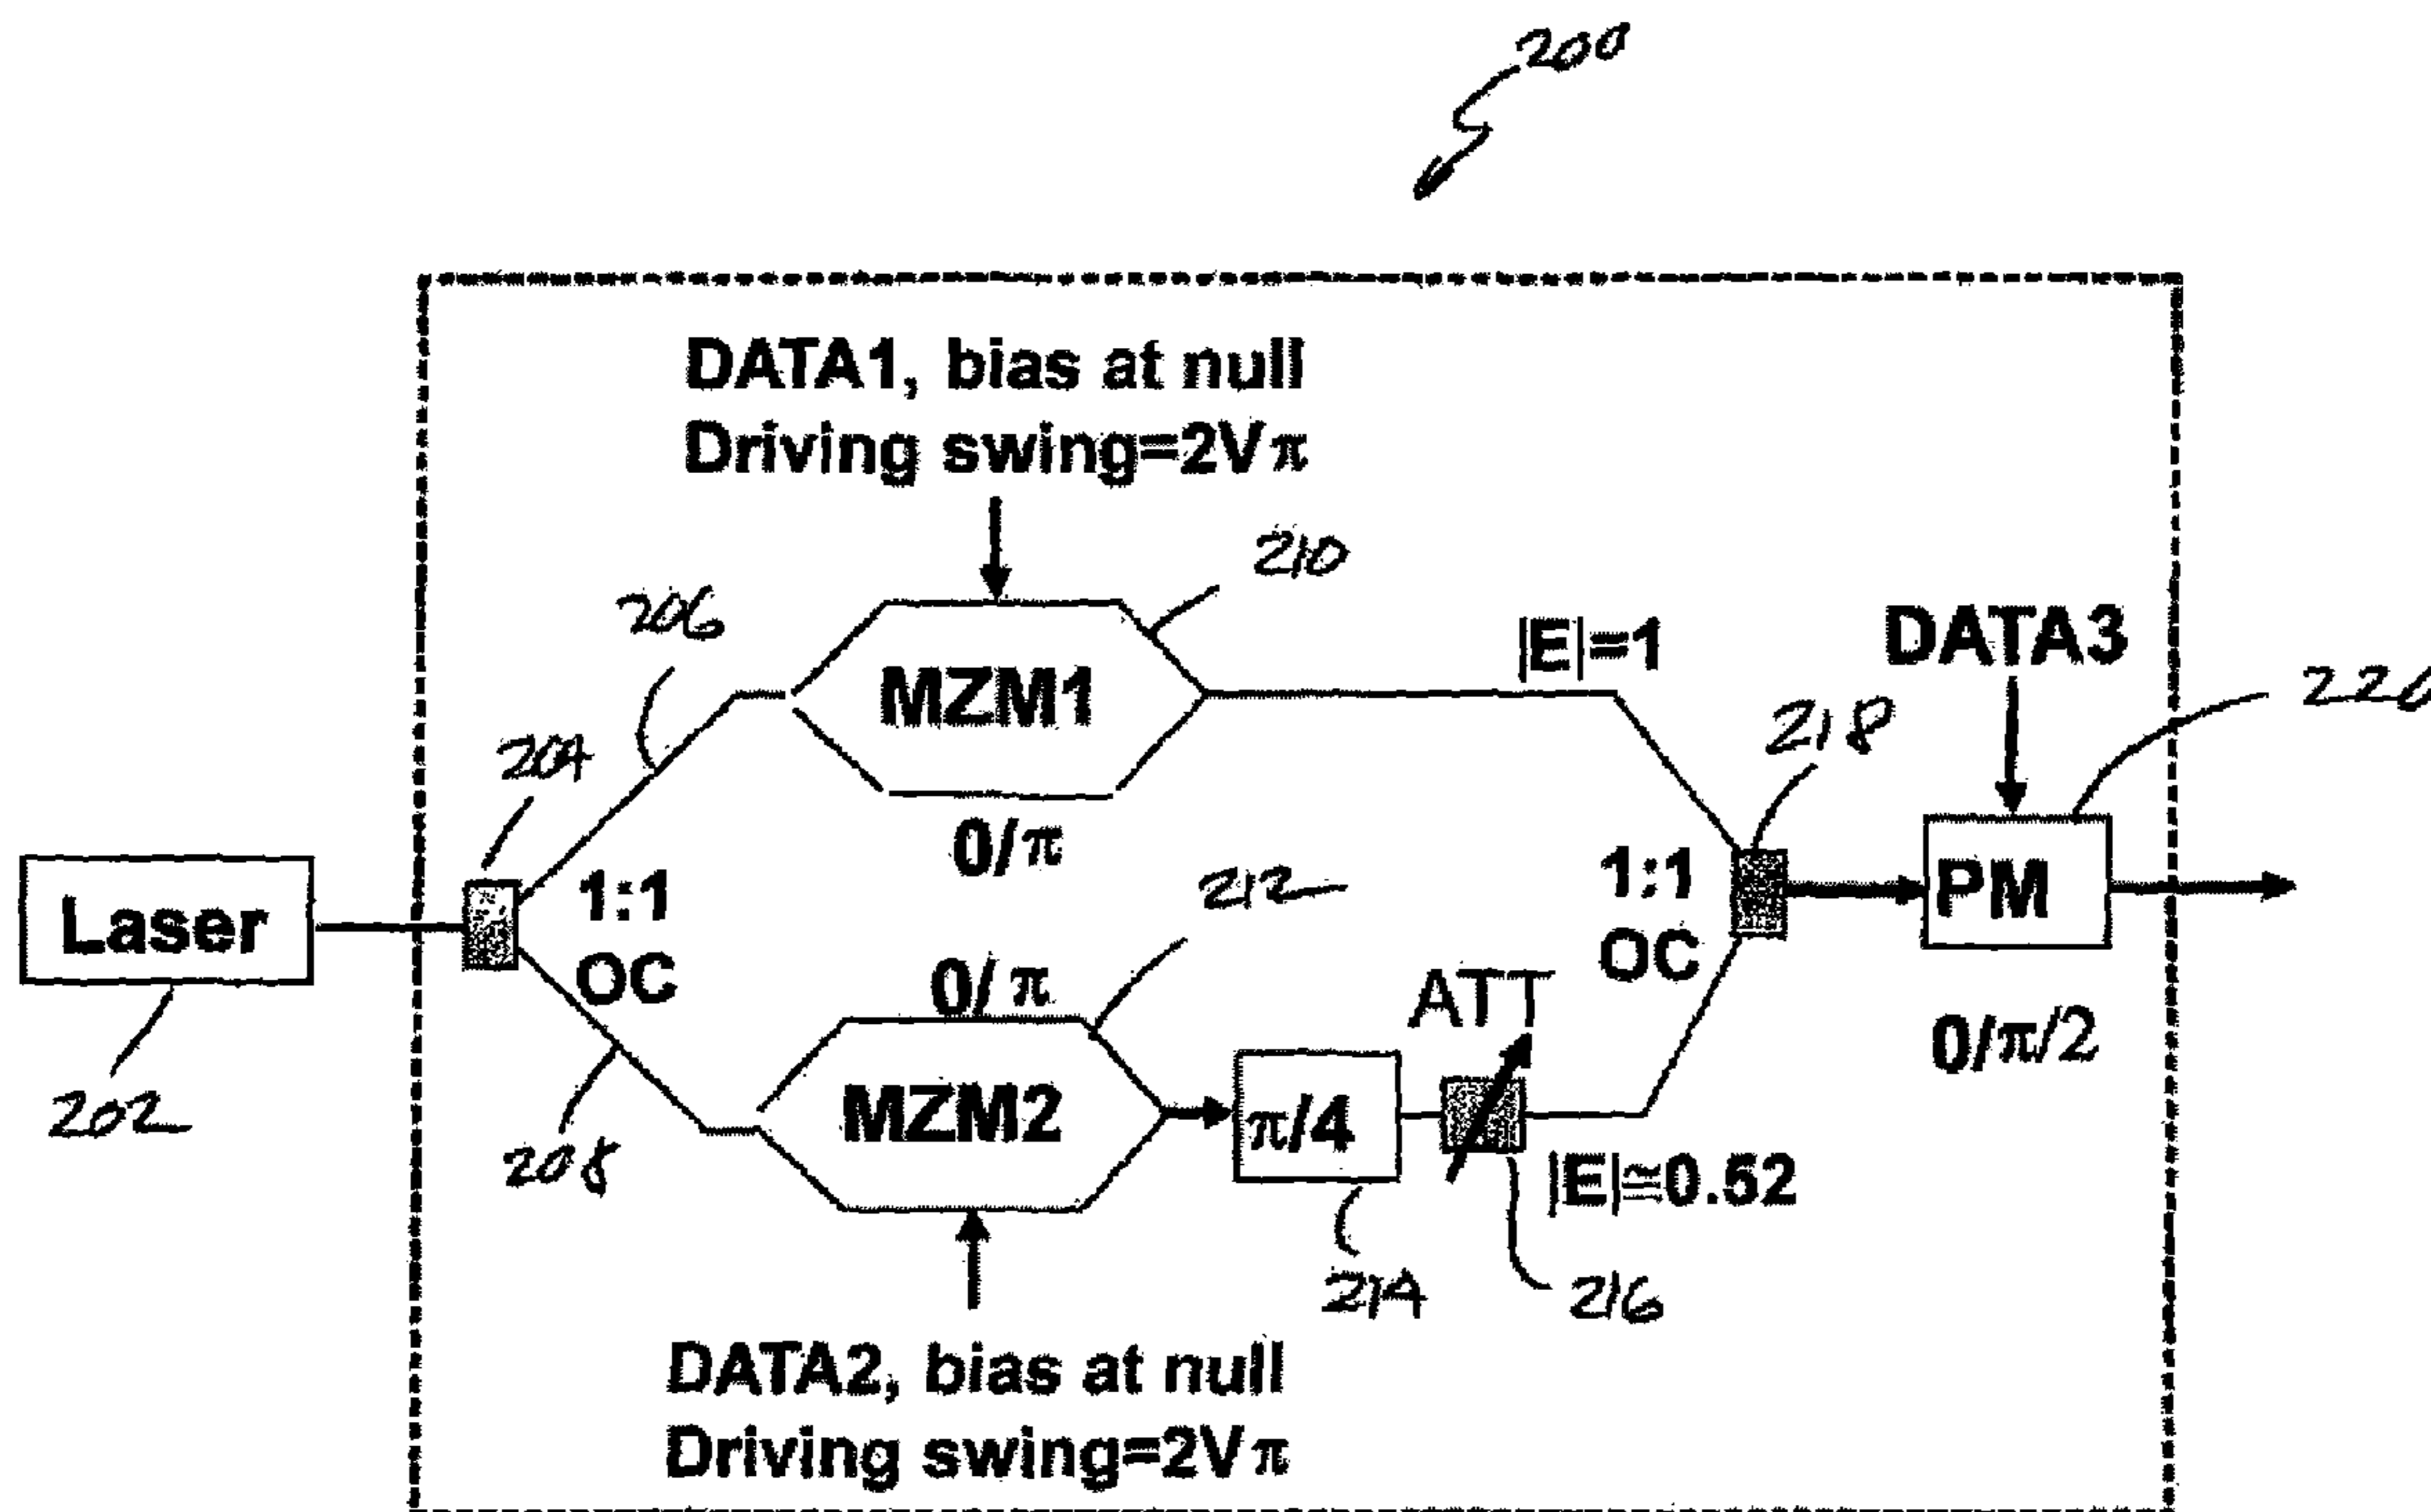 200
DATA1, bias at null
Driving swing=2Vπ
210
206
MZM1
|E|=1
DATA3
220
218
204
0/π
1:1
OC
212
1:1
OC
Laser
PM
0/π
ATT
0/π/2
202
208
MZM2
π/4
|E|≅0.52
214
216
DATA2, bias at null
Driving swing=2Vπ